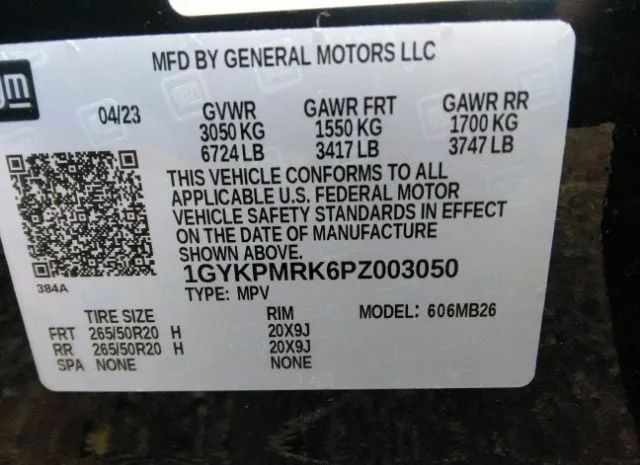 gm
MFD BY GENERAL MOTORS LLC
04/23 GVWR GAWR FRT GAWR RR
3050 KG 1550 KG 1700 KG
6724 LB 3417 LB 3747 LB
THIS VEHICLE CONFORMS TO ALL
APPLICABLE U.S. FEDERAL MOTOR
VEHICLE SAFETY STANDARDS IN EFFECT
ON THE DATE OF MANUFACTURE
SHOWN ABOVE.
384A
1GYKPMRK6PZ003050
TYPE: MPV
TIRE SIZE RIM MODEL: 606MB26
FRT 265/50R20 H 20X9J
RR 265/50R20 H 20X9J
SPA NONE NONE